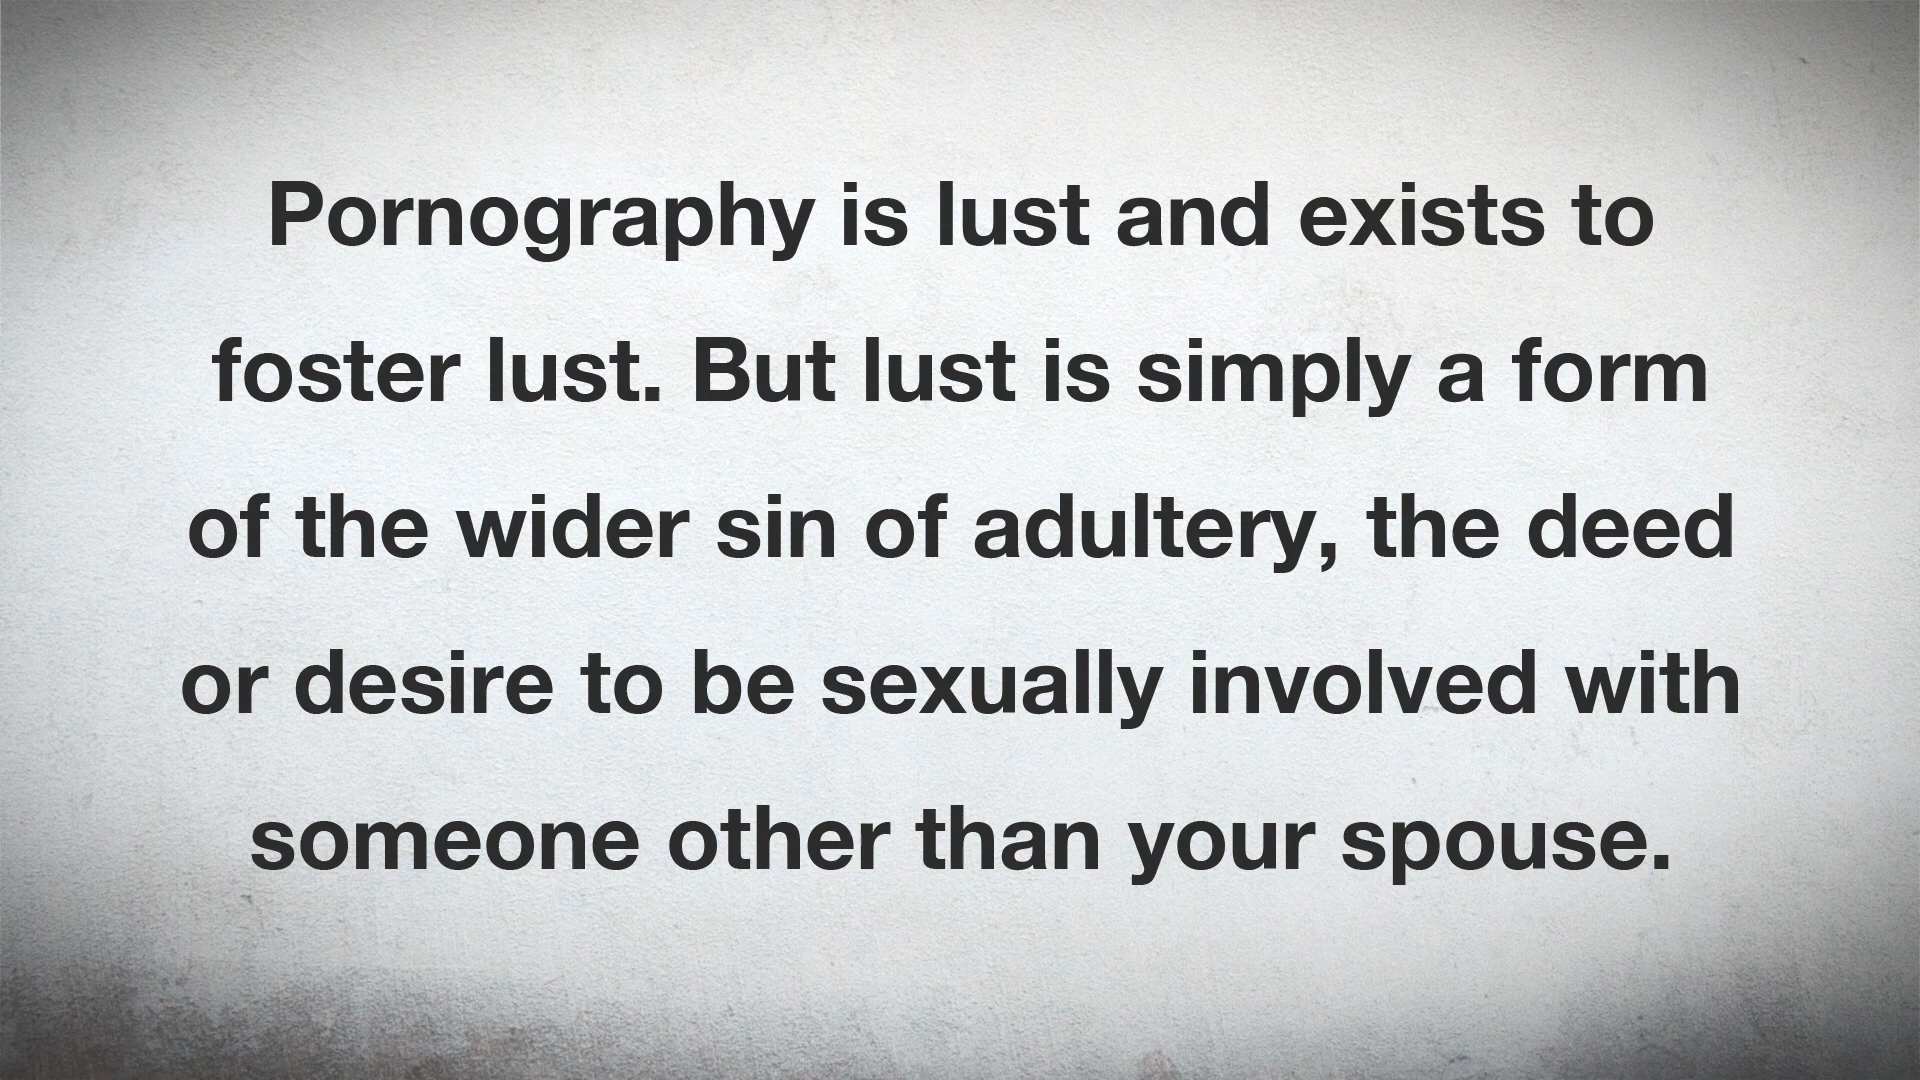 Pornography is lust and exists to
foster lust. But lust is simply a form
of the wider sin of adultery, the deed
or desire to be sexually involved with
someone other than your spouse.